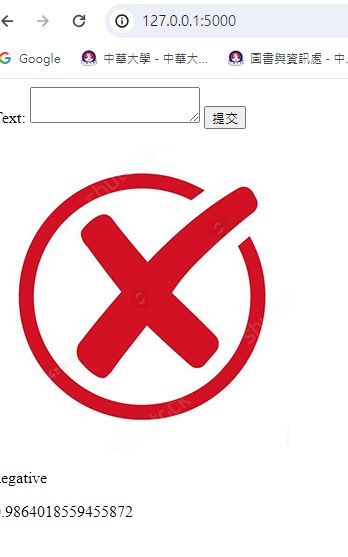 127.0.0.1:5000
Google 中華大學 - 中華大... 圖書與資訊處 - 中...
ext: 提交
egative
.9864018559455872